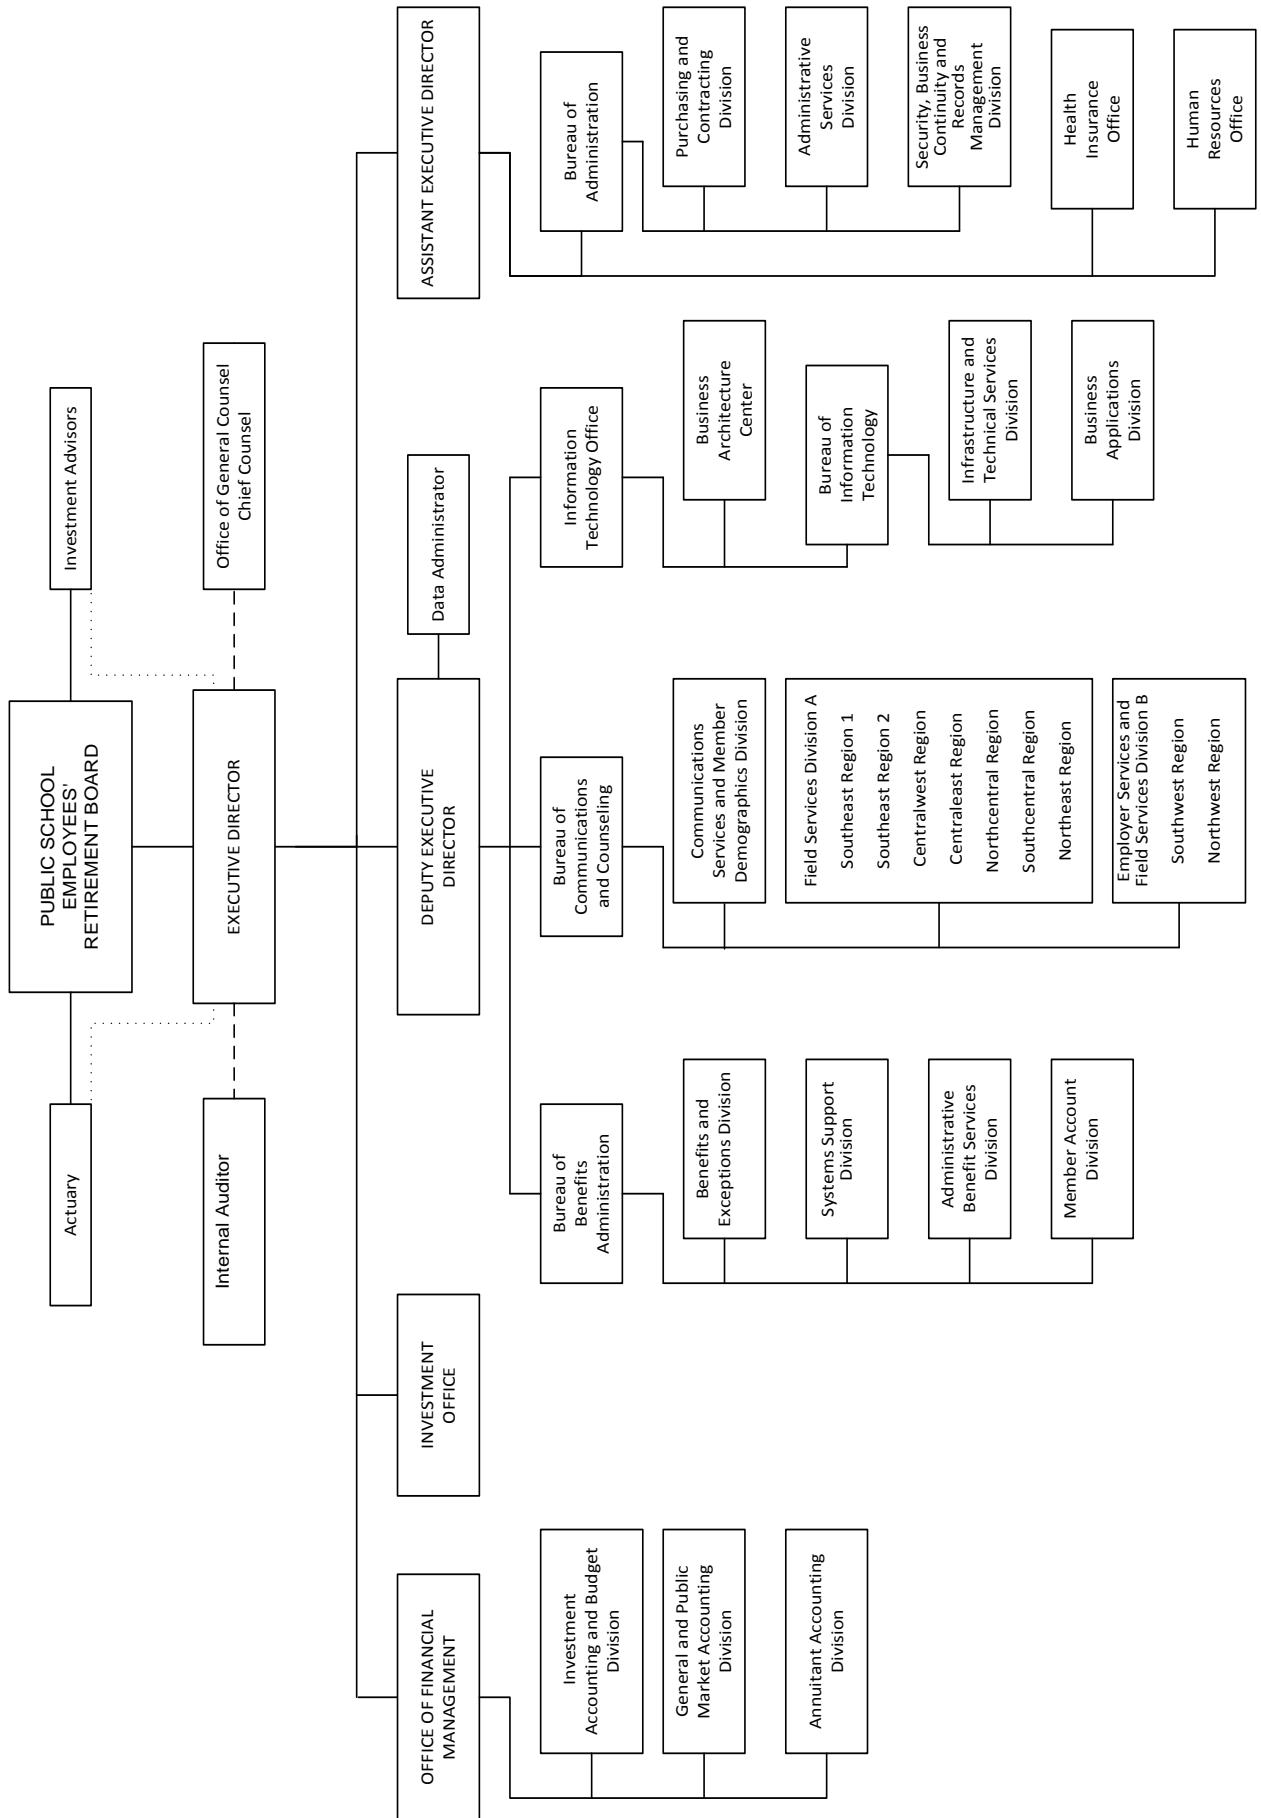 PUBLIC SCHOOL
EMPLOYEES'
RETIREMENT BOARD
Actuary
Investment Advisors
EXECUTIVE DIRECTOR
Internal Auditor
Office of General Counsel
Chief Counsel
OFFICE OF FINANCIAL
MANAGEMENT
INVESTMENT
OFFICE
DEPUTY EXECUTIVE
DIRECTOR
Data Administrator
ASSISTANT EXECUTIVE DIRECTOR
Investment
Accounting and Budget
Division
General and Public
Market Accounting
Division
Annuitant Accounting
Division
Bureau of
Benefits
Administration
Benefits and
Exceptions Division
Systems Support
Division
Administrative
Benefit Services
Division
Member Account
Division
Bureau of
Communications
and Counseling
Communications
Services and Member
Demographics Division
Field Services Division A
Southeast Region 1
Southeast Region 2
Centralwest Region
Centraleast Region
Northcentral Region
Southcentral Region
Northeast Region
Employer Services and
Field Services Division B
Southwest Region
Northwest Region
Information
Technology Office
Business
Architecture
Center
Bureau of
Information
Technology
Infrastructure and
Technical Services
Division
Business
Applications
Division
Bureau of
Administration
Purchasing and
Contracting
Division
Administrative
Services
Division
Security, Business
Continuity and
Records
Management
Division
Health
Insurance
Office
Human
Resources
Office